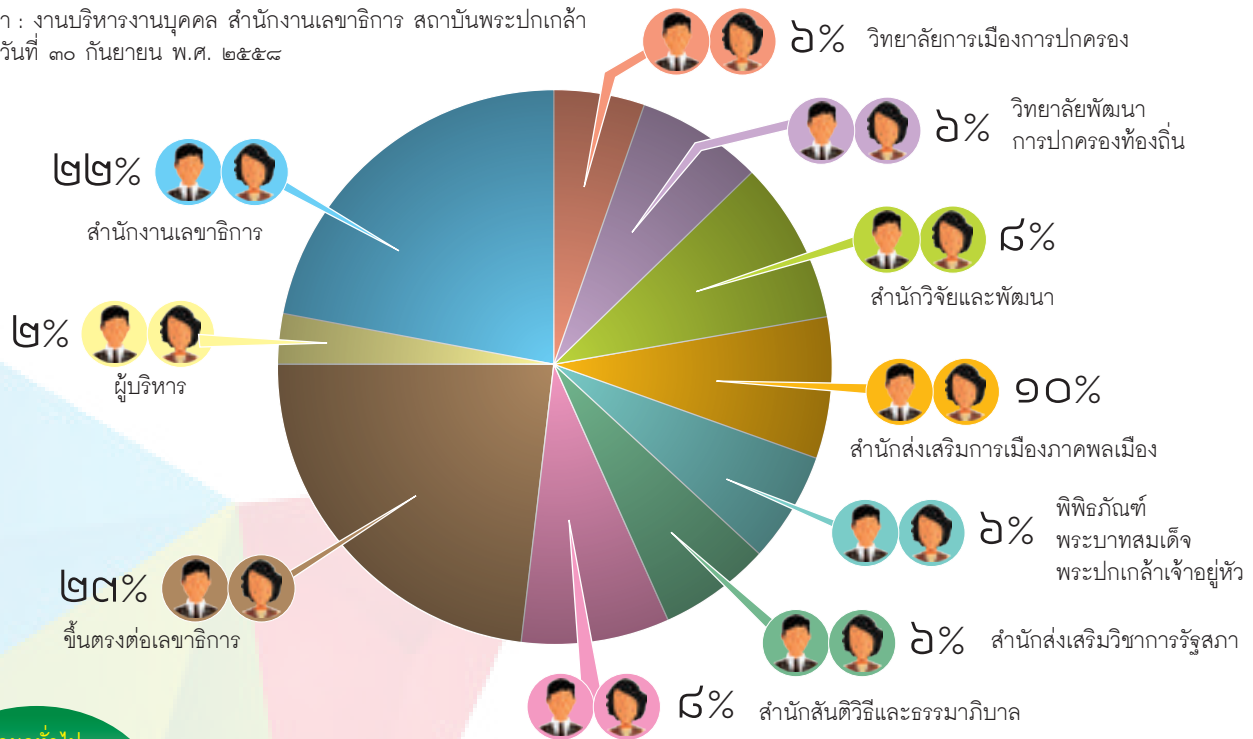 : งานบริหารงานบุคคล สำนักงานเลขาธิการ สถาบันพระปกเกล้า
วันที่ ๓๐ กันยายน พ.ศ. ๒๕๕๘
๖% วิทยาลัยการเมืองการปกครอง
๖% วิทยาลัยพัฒนา
การปกครองท้องถิ่น
๘%
สำนักวิจัยและพัฒนา
๑๐%
สำนักส่งเสริมการเมืองภาคพลเมือง
๖% พิพิธภัณฑ์
พระบาทสมเด็จ
พระปกเกล้าเจ้าอยู่หัว
๖% สำนักส่งเสริมวิชาการรัฐสภา
๘% สำนักสันติวิธีและธรรมาภิบาล
๒๓%
ขึ้นตรงต่อเลขาธิการ
๒%
ผู้บริหาร
๒๒%
สำนักงานเลขาธิการ